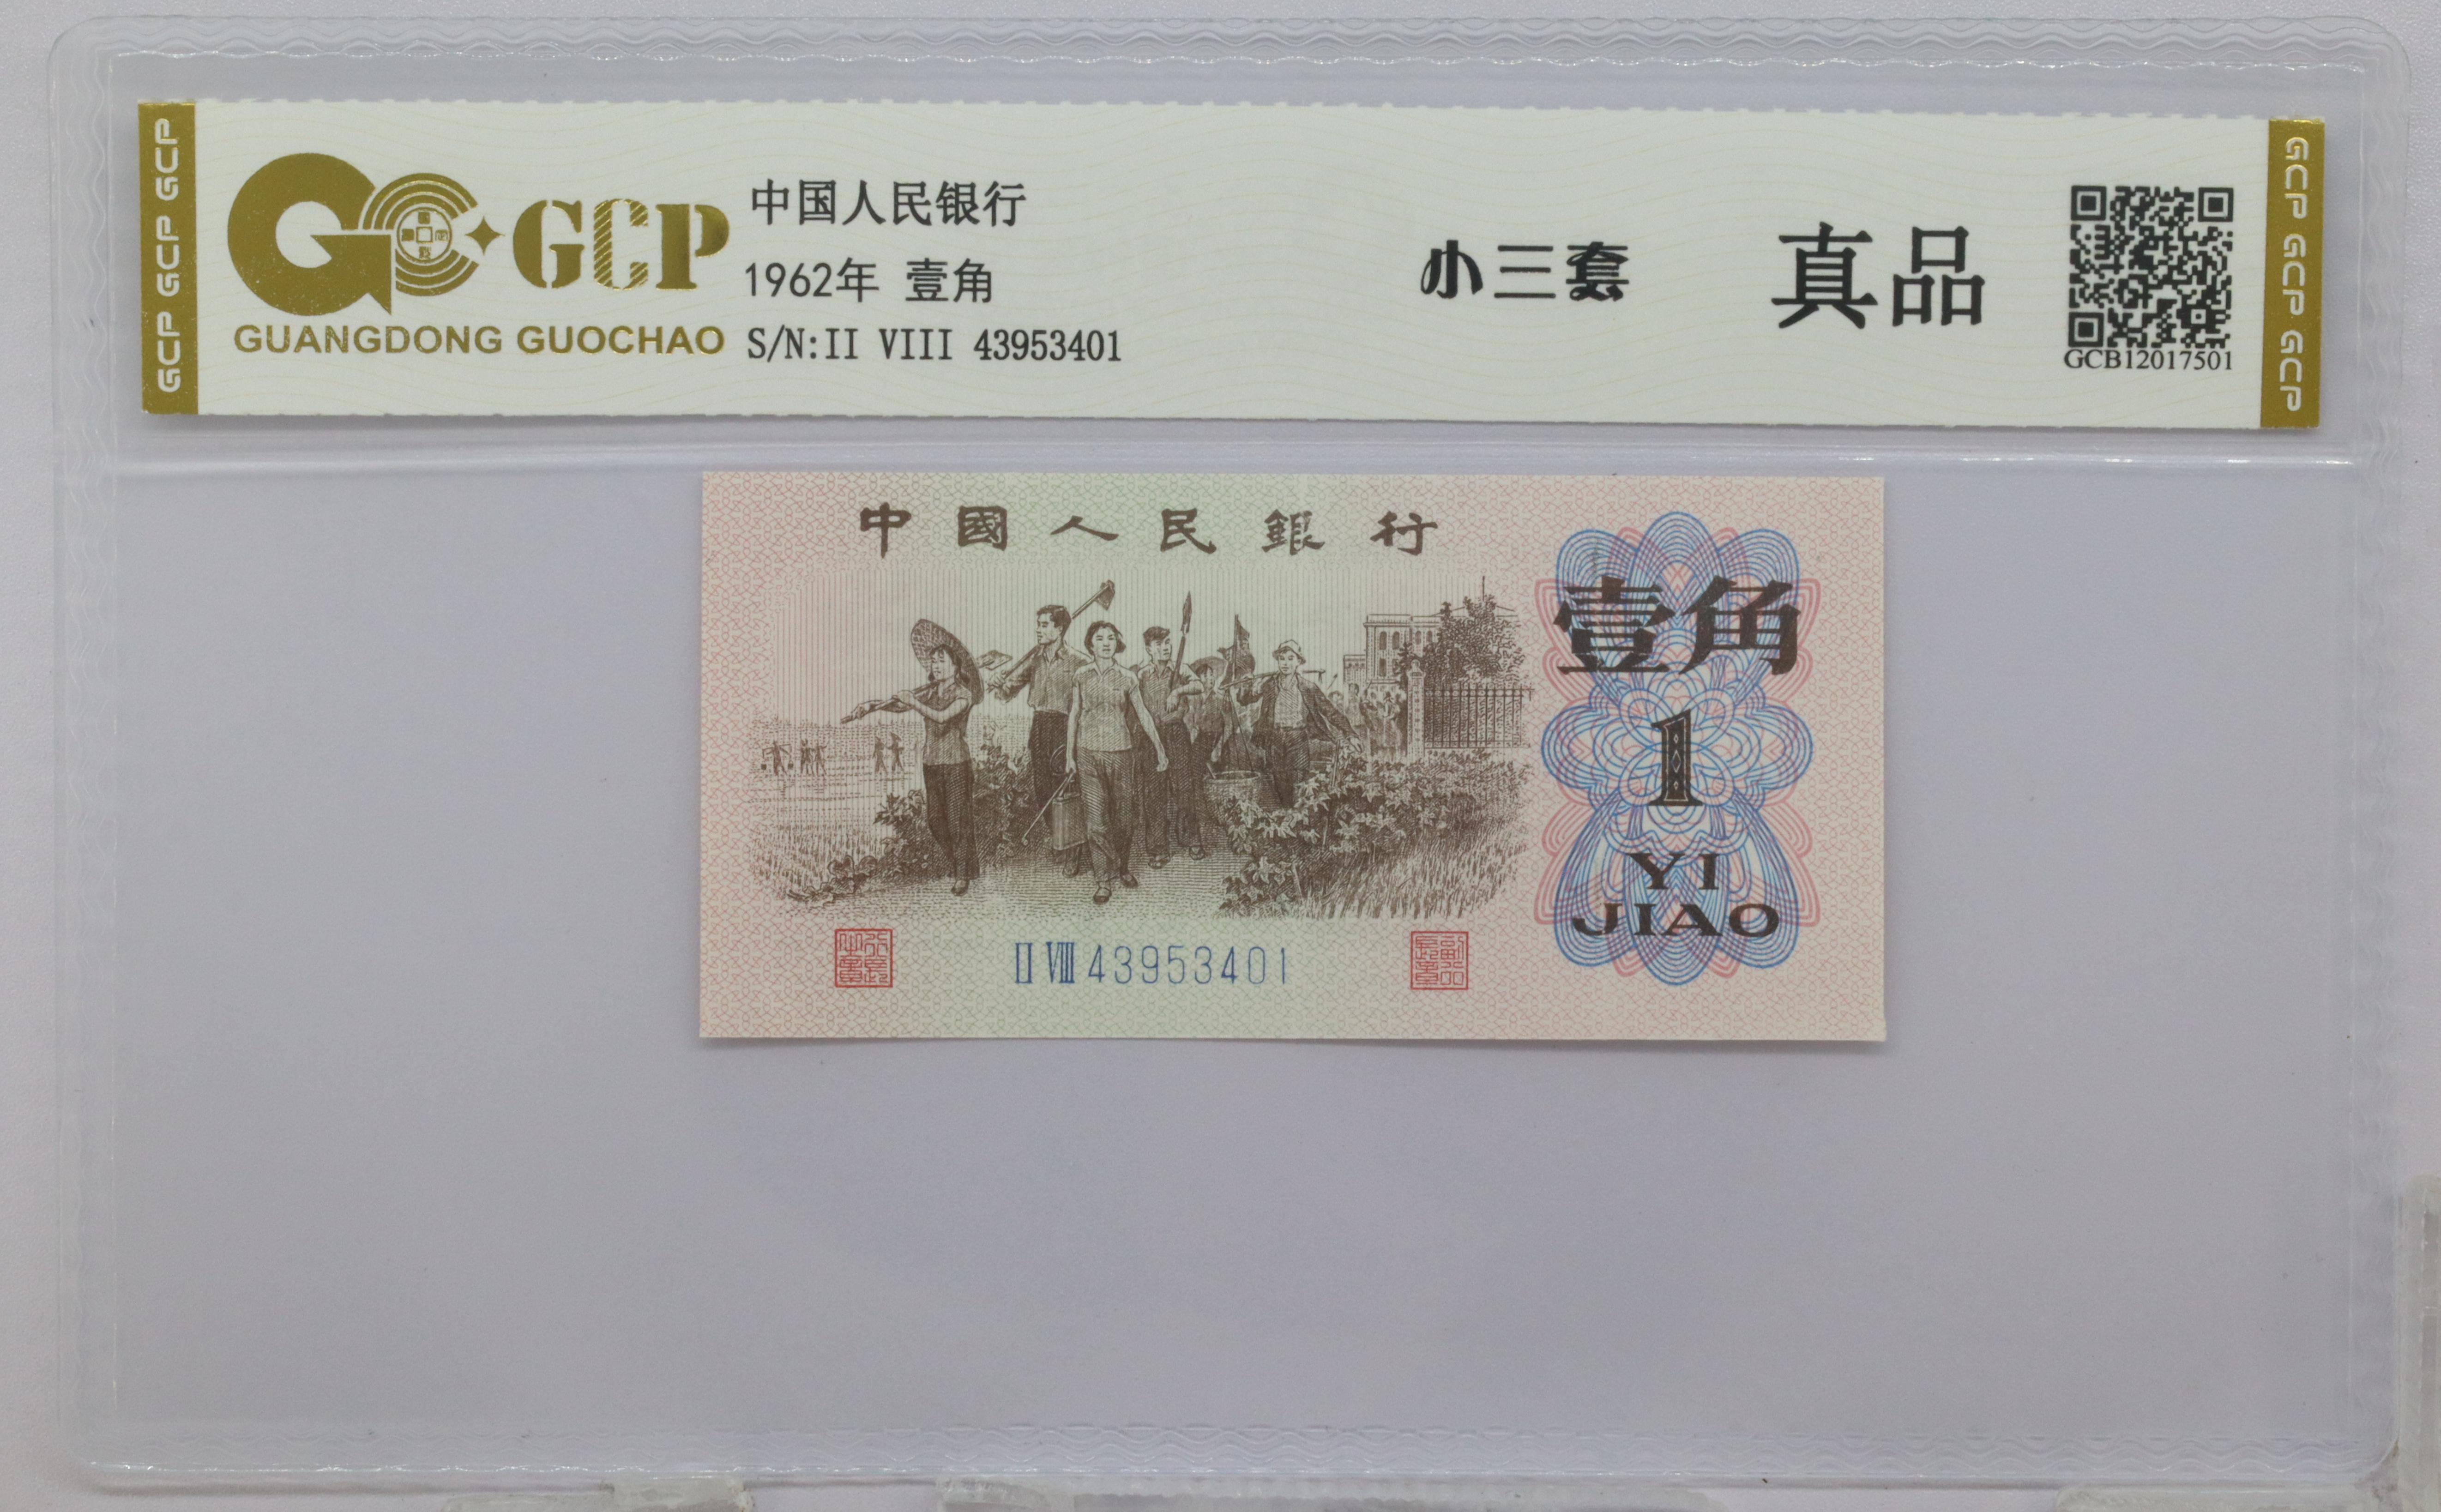 GCP GCP GCP
GCP
GUANGDONG GUOCHAO
中国人民银行
1962年 壹角
S/N:II VIII 43953401
小三套
真品
GCB12017501
GCP GCP GCP
中國人民銀行
壹角
1
YI
JIAO
II VIII 43953401